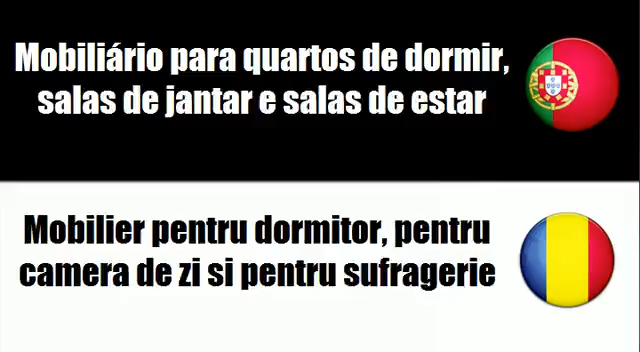 Mobiliário para quartos de dormir,
salas de jantar e salas de estar
Mobilier pentru dormitor, pentru
camera de zi si pentru sufragerie